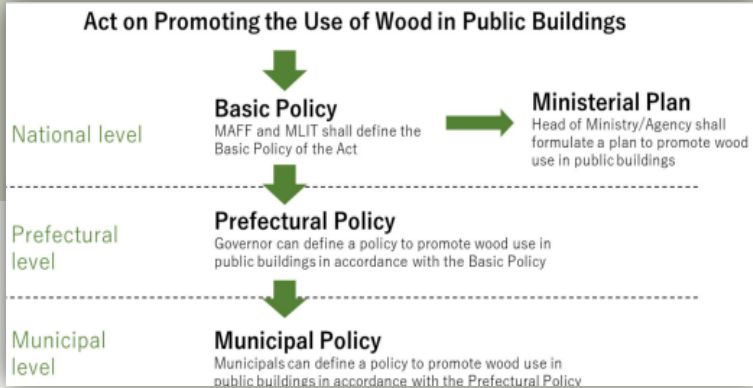 Act on Promoting the Use of Wood in Public Buildings
National level
Basic Policy
MAFF and MLIT shall define the
Basic Policy of the Act
Ministerial Plan
Head of Ministry/Agency shall
formulate a plan to promote wood
use in public buildings
Prefectural
level
Prefectural Policy
Governor can define a policy to promote wood use in
public buildings in accordance with the Basic Policy
Municipal
level
Municipal Policy
Municipals can define a policy to promote wood use in
public buildings in accordance with the Prefectural Policy